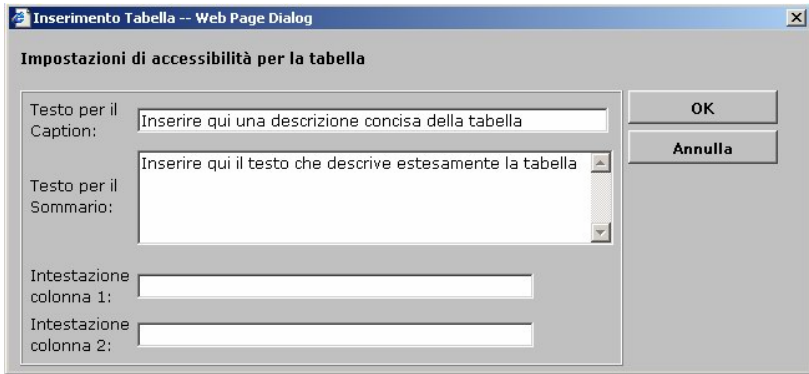 Inserimento Tabella -- Web Page Dialog
Impostazioni di accessibilità per la tabella
Testo per il
Caption:
Inserire qui una descrizione concisa della tabella
OK
Annulla
Testo per il
Sommario:
Inserire qui il testo che descrive estesamente la tabella
Intestazione
colonna 1:
Intestazione
colonna 2: